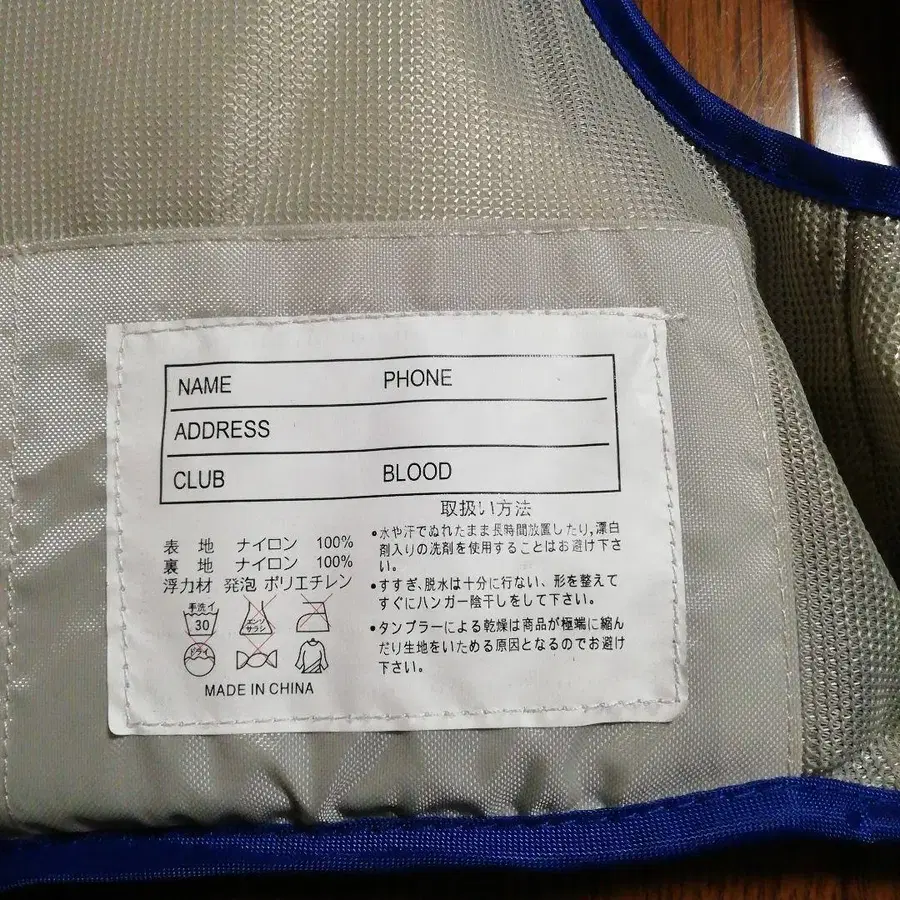 NAME PHONE
ADDRESS
CLUB BLOOD
取扱い方法
•水や汗でぬれたまま長時間放置したり,漂白
剤入りの洗剤を使用することはお避け下さ
い。
•すすぎ、脱水は十分に行ない、形を整えて
すぐにハンガー陰干しをして下さい。
•タンブラーによる乾燥は商品が極端に縮ん
だり生地をいためる原因となるのでお避け
下さい。
表 地 ナイロン 100%
裏 地 ナイロン 100%
浮力材 発泡 ポリエチレン
手洗イ
30
エンソ
サラシ
ドライ
MADE IN CHINA